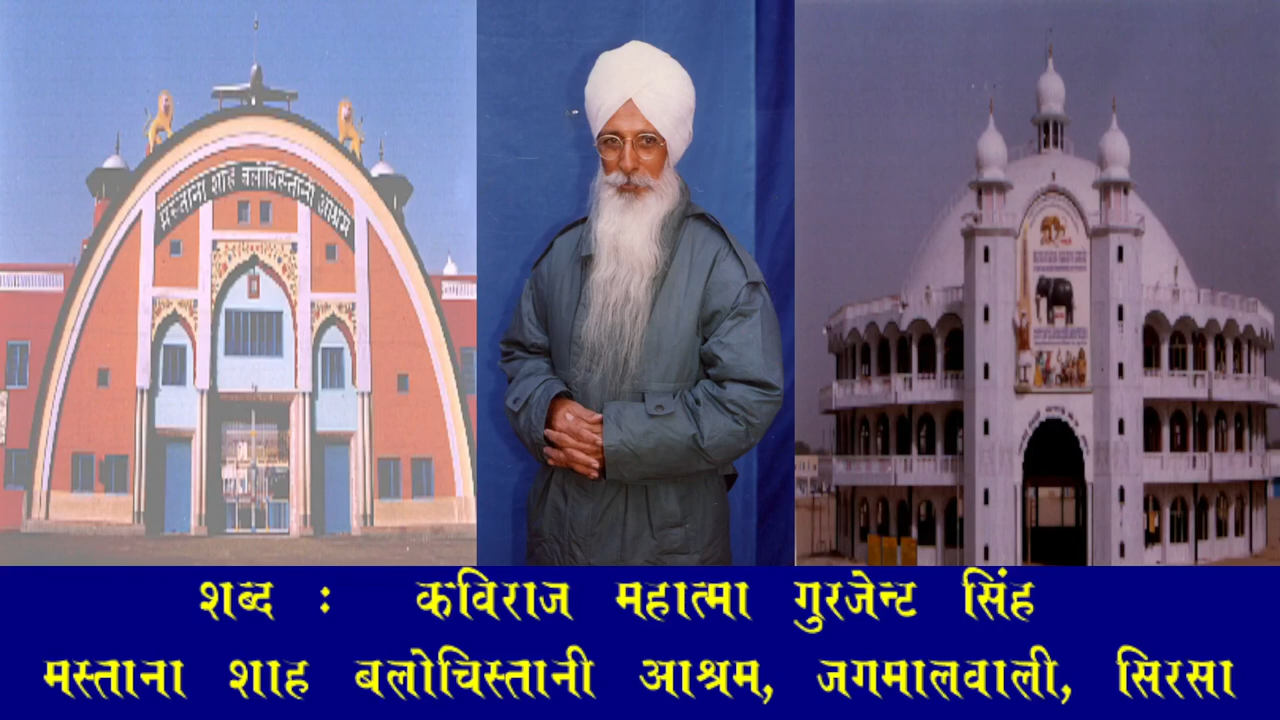 मस्ताना शाह बलोचिस्तानी आश्रम
शब्द : कविराज महात्मा गुरजेन्ट सिंह
मस्ताना शाह बलोचिस्तानी आश्रम, जगमालवाली, सिरसा